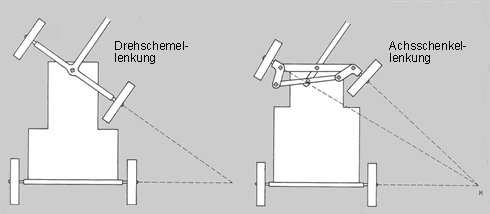 Drehschemel-
lenkung
Achsschenkel-
lenkung
M